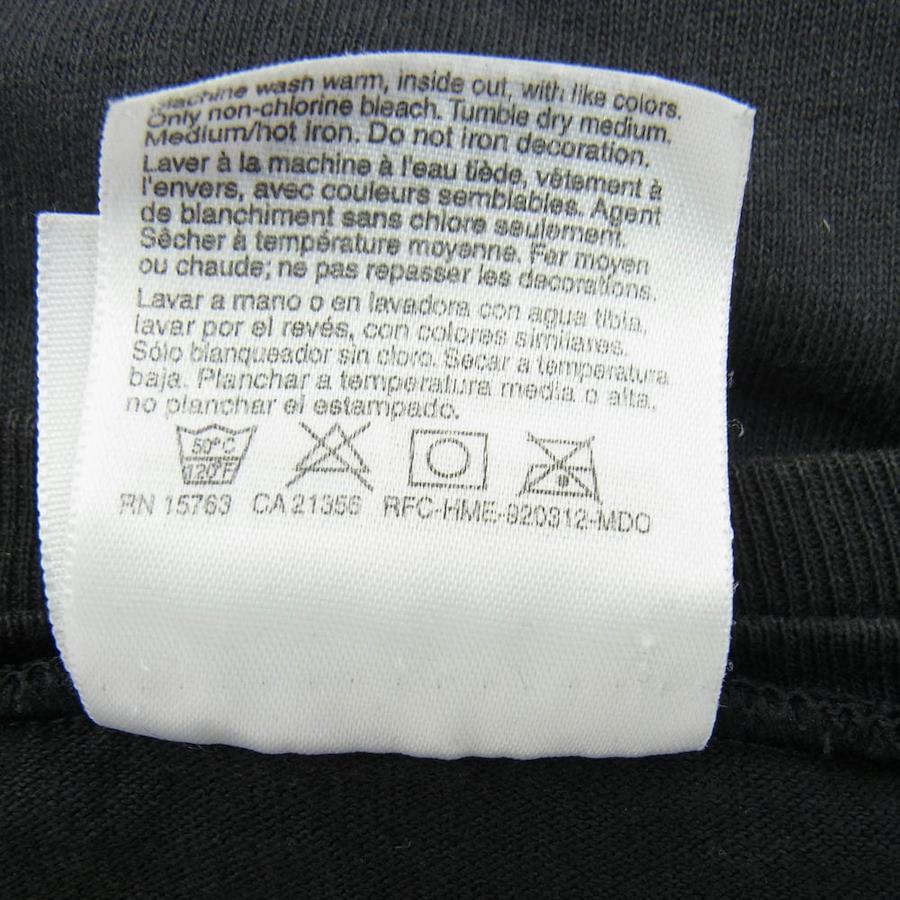 Machine wash warm, inside out, with like colors.
Only non-chlorine bleach. Tumble dry medium.
Medium/hot iron. Do not iron decoration.
Laver à la machine à l'eau tiède, vêtement à
l'envers, avec couleurs semblables. Agent
de blanchiment sans chlore seulement.
Sêcher à température moyenne. Fer moyen
ou chaude; ne pas repasser les decorations.
Lavar a mano o en lavadora con agua tibia,
lavar por el revés, con colores similares.
Sólo blanqueador sin cloro. Secar a temperatura
baja. Planchar a temperatura media o alta,
no planchar el estampado.
50°C
120°F
RN 15763 CA 21356 RFC-HME-920312-MDO